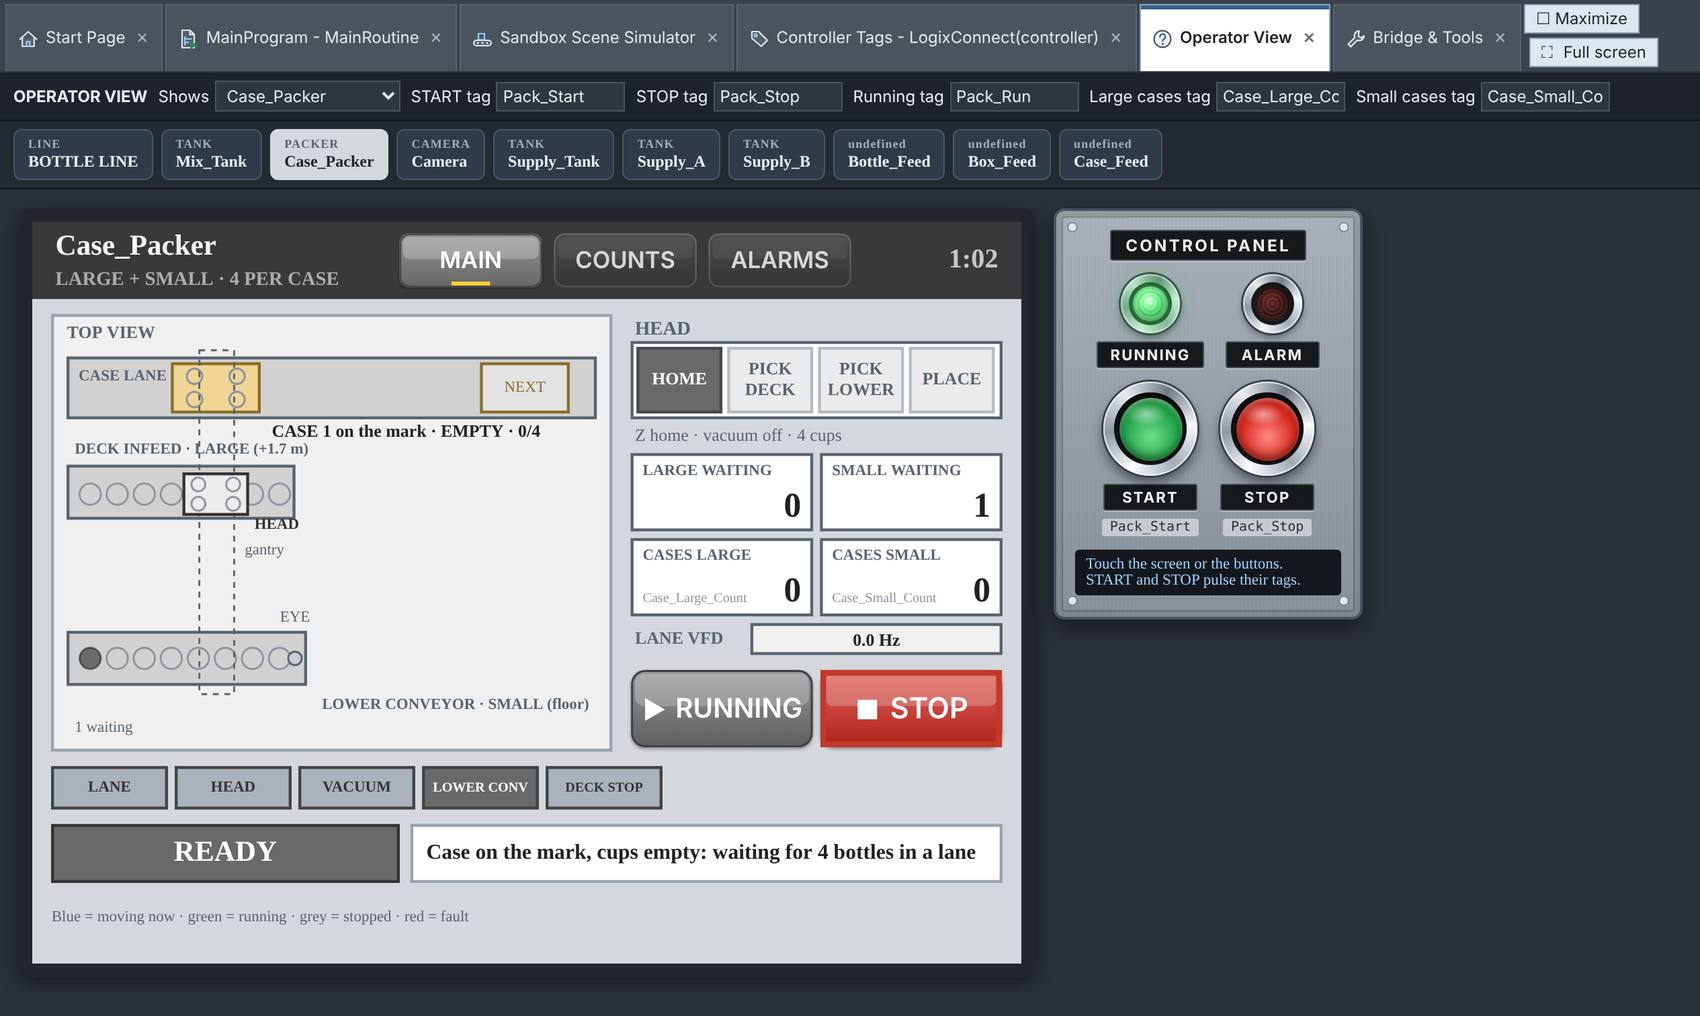 Start Page ×
MainProgram - MainRoutine ×
Sandbox Scene Simulator ×
Controller Tags - LogixConnect(controller) ×
Operator View ×
Bridge & Tools ×
Maximize
Full screen
OPERATOR VIEW Shows Case_Packer START tag Pack_Start STOP tag Pack_Stop Running tag Pack_Run Large cases tag Case_Large_Cc Small cases tag Case_Small_Co
LINE
BOTTLE LINE
TANK
Mix_Tank
PACKER
Case_Packer
CAMERA
Camera
TANK
Supply_Tank
TANK
Supply_A
TANK
Supply_B
undefined
Bottle_Feed
undefined
Box_Feed
undefined
Case_Feed
Case_Packer
LARGE + SMALL · 4 PER CASE
MAIN
COUNTS
ALARMS
1:02
TOP VIEW
CASE LANE
NEXT
CASE 1 on the mark · EMPTY · 0/4
DECK INFEED · LARGE (+1.7 m)
HEAD
gantry
EYE
LOWER CONVEYOR · SMALL (floor)
1 waiting
HEAD
HOME
PICK DECK
PICK LOWER
PLACE
Z home · vacuum off · 4 cups
LARGE WAITING
0
SMALL WAITING
1
CASES LARGE
Case_Large_Count 0
CASES SMALL
Case_Small_Count 0
LANE VFD 0.0 Hz
▶ RUNNING
■ STOP
LANE
HEAD
VACUUM
LOWER CONV
DECK STOP
READY
Case on the mark, cups empty: waiting for 4 bottles in a lane
Blue = moving now · green = running · grey = stopped · red = fault
CONTROL PANEL
RUNNING
ALARM
START
STOP
Pack_Start
Pack_Stop
Touch the screen or the buttons.
START and STOP pulse their tags.